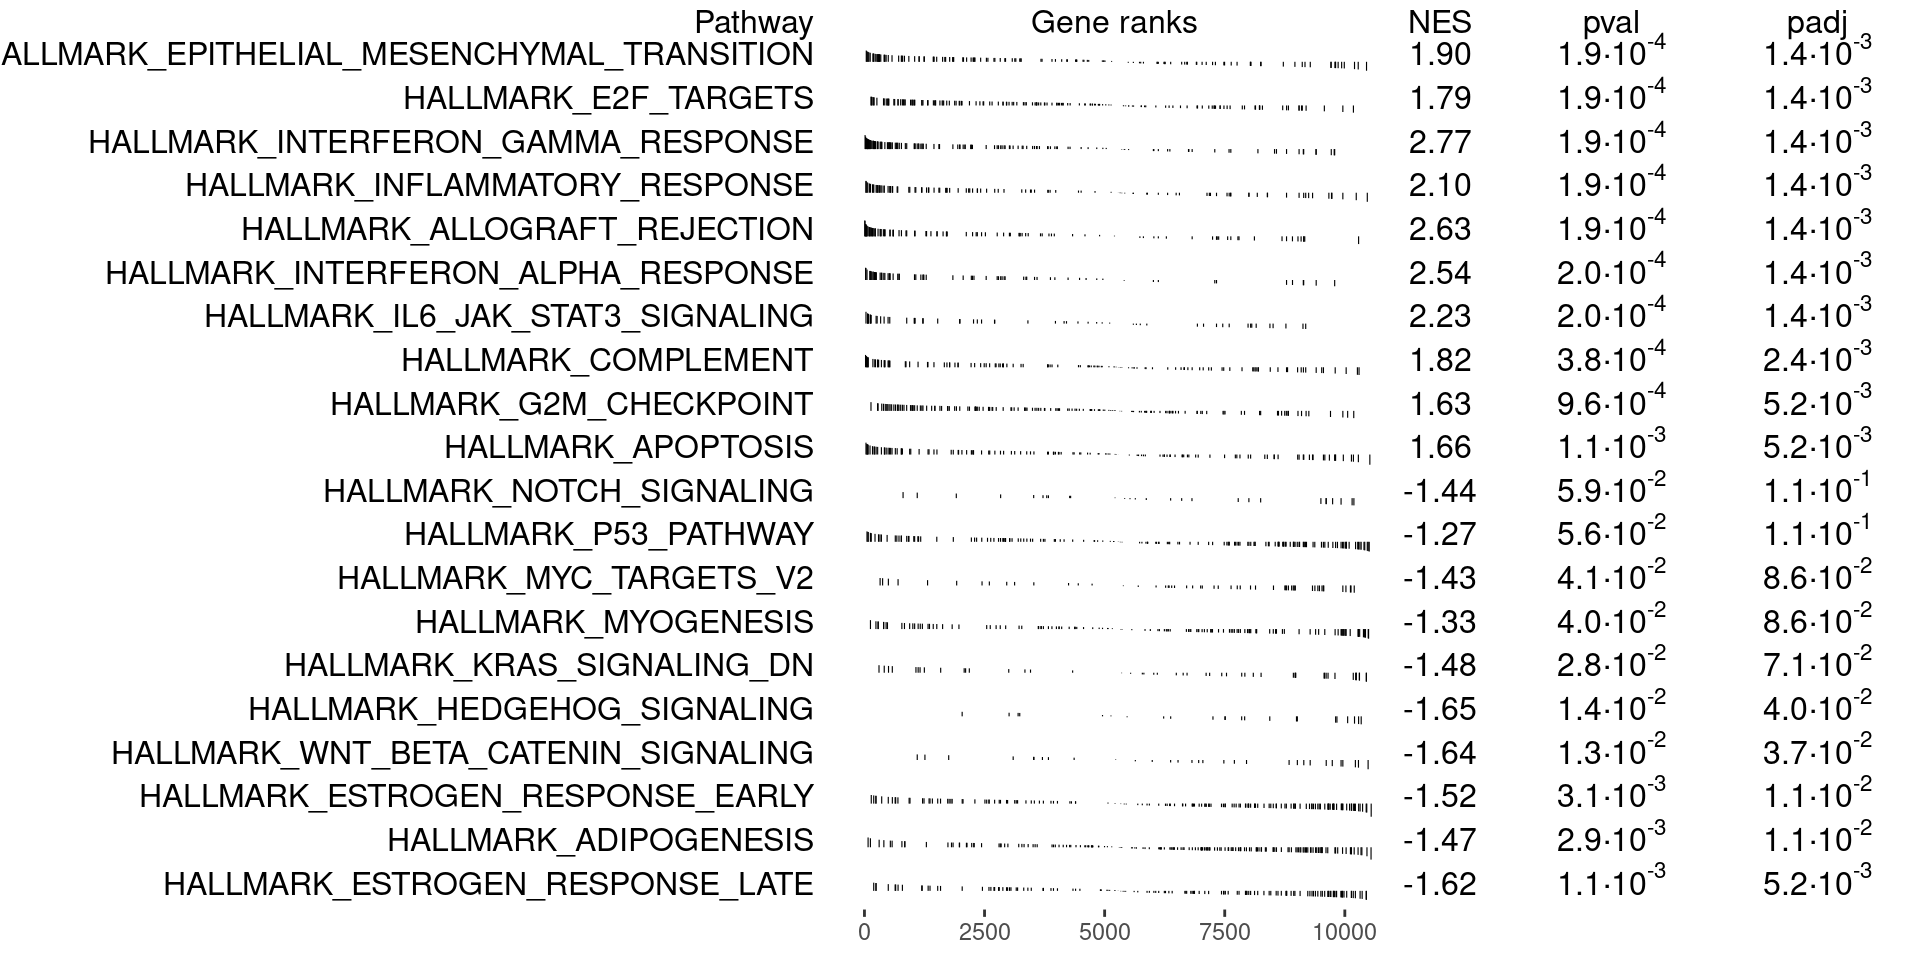 Pathway Gene ranks NES pval padj
ALLMARK_EPITHELIAL_MESENCHYMAL_TRANSITION 1.90 1.9·10-4 1.4·10-3
HALLMARK_E2F_TARGETS 1.79 1.9·10-4 1.4·10-3
HALLMARK_INTERFERON_GAMMA_RESPONSE 2.77 1.9·10-4 1.4·10-3
HALLMARK_INFLAMMATORY_RESPONSE 2.10 1.9·10-4 1.4·10-3
HALLMARK_ALLOGRAFT_REJECTION 2.63 1.9·10-4 1.4·10-3
HALLMARK_INTERFERON_ALPHA_RESPONSE 2.54 2.0·10-4 1.4·10-3
HALLMARK_IL6_JAK_STAT3_SIGNALING 2.23 2.0·10-4 1.4·10-3
HALLMARK_COMPLEMENT 1.82 3.8·10-4 2.4·10-3
HALLMARK_G2M_CHECKPOINT 1.63 9.6·10-4 5.2·10-3
HALLMARK_APOPTOSIS 1.66 1.1·10-3 5.2·10-3
HALLMARK_NOTCH_SIGNALING -1.44 5.9·10-2 1.1·10-1
HALLMARK_P53_PATHWAY -1.27 5.6·10-2 1.1·10-1
HALLMARK_MYC_TARGETS_V2 -1.43 4.1·10-2 8.6·10-2
HALLMARK_MYOGENESIS -1.33 4.0·10-2 8.6·10-2
HALLMARK_KRAS_SIGNALING_DN -1.48 2.8·10-2 7.1·10-2
HALLMARK_HEDGEHOG_SIGNALING -1.65 1.4·10-2 4.0·10-2
HALLMARK_WNT_BETA_CATENIN_SIGNALING -1.64 1.3·10-2 3.7·10-2
HALLMARK_ESTROGEN_RESPONSE_EARLY -1.52 3.1·10-3 1.1·10-2
HALLMARK_ADIPOGENESIS -1.47 2.9·10-3 1.1·10-2
HALLMARK_ESTROGEN_RESPONSE_LATE -1.62 1.1·10-3 5.2·10-3
0 2500 5000 7500 10000